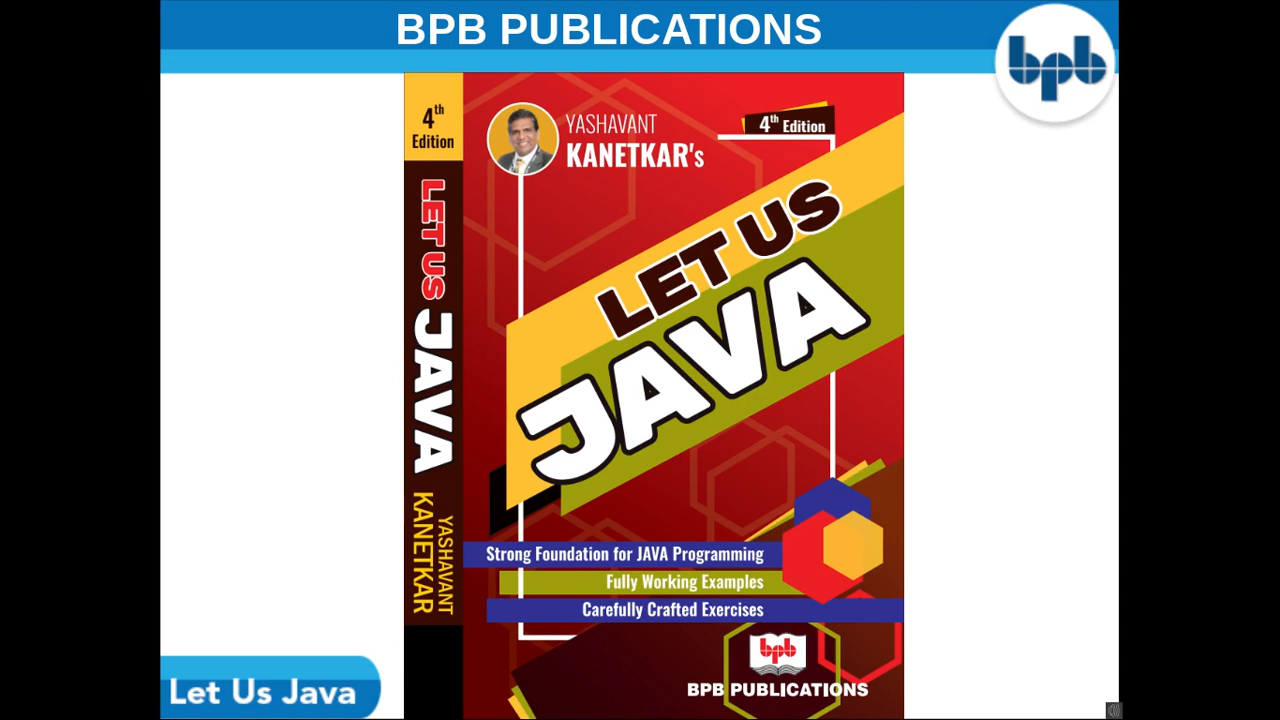 BPB PUBLICATIONS
bpb
4th
Edition
LET US JAVA
YASHAVANT
KANETKAR
YASHAVANT
KANETKAR's
4th Edition
LET US
JAVA
Strong Foundation for JAVA Programming
Fully Working Examples
Carefully Crafted Exercises
bpb
BPB PUBLICATIONS
Let Us Java